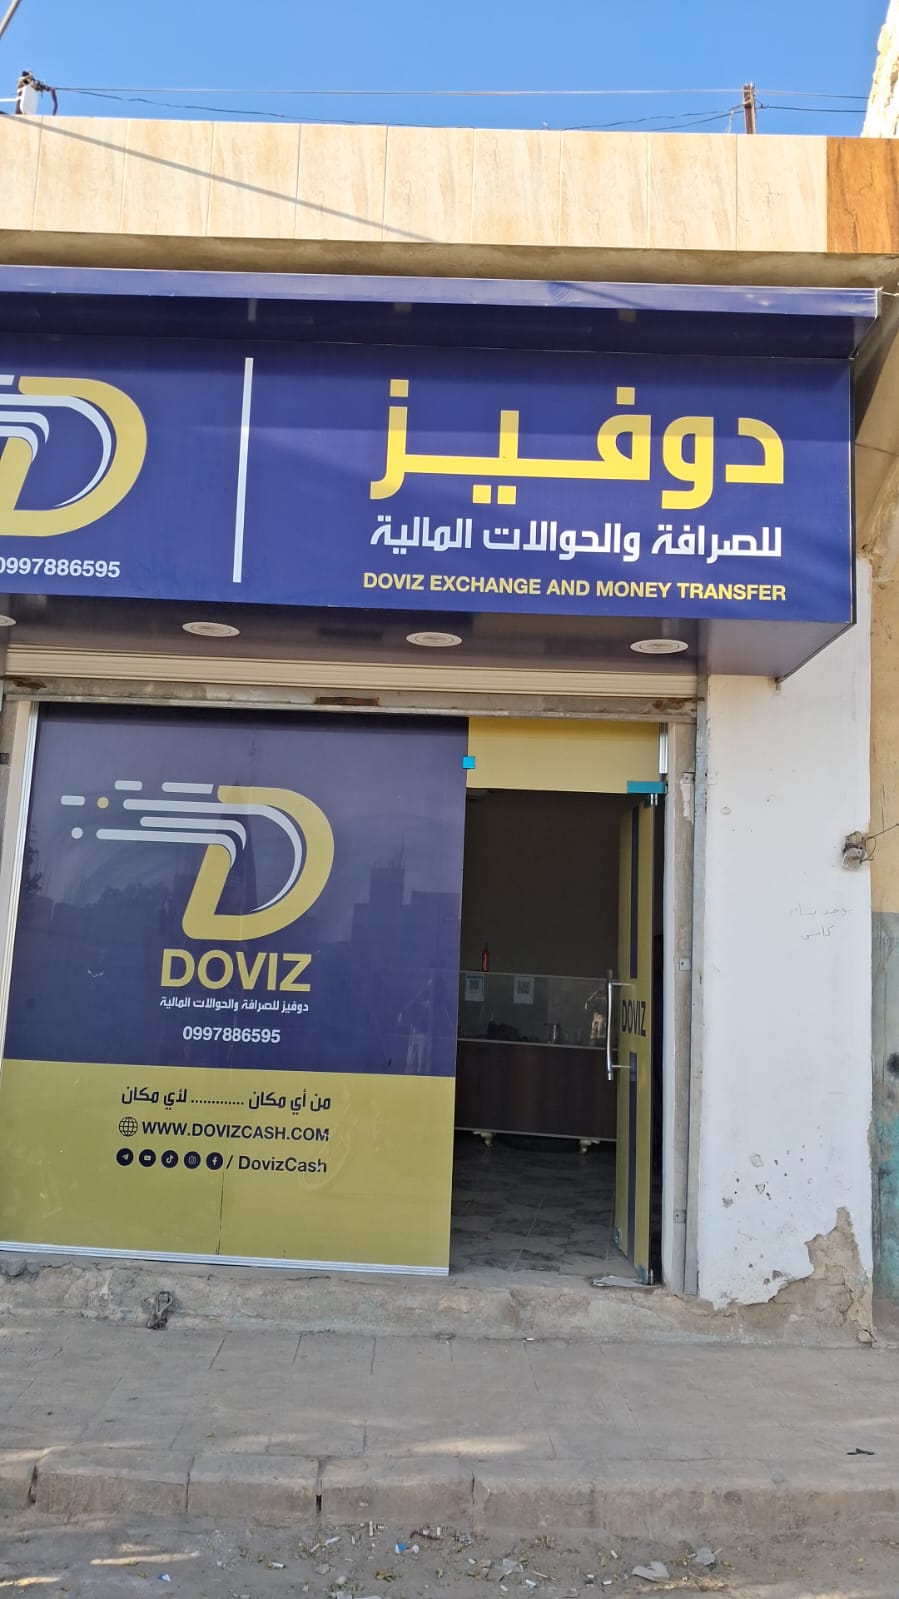 دوفيز
للصرافة والحوالات المالية
DOVIZ EXCHANGE AND MONEY TRANSFER
0997886595
DOVIZ
دوفيز للصرافة والحوالات المالية
0997886595
من أي مكان ............. لأي مكان
WWW.DOVIZCASH.COM
/ DovizCash
DOVIZ